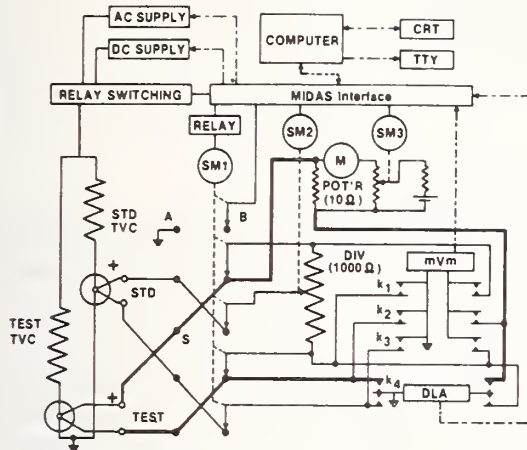 AC SUPPLY
DC SUPPLY
COMPUTER
CRT
TTY
RELAY SWITCHING
MIDAS Interface
RELAY
SM1
SM2
SM3
M
POT'R
(10Ω)
STD
TVC
A
B
DIV
(1000Ω)
mVm
+
STD
k1
k2
k3
TEST
TVC
S
k4
DLA
+
TEST